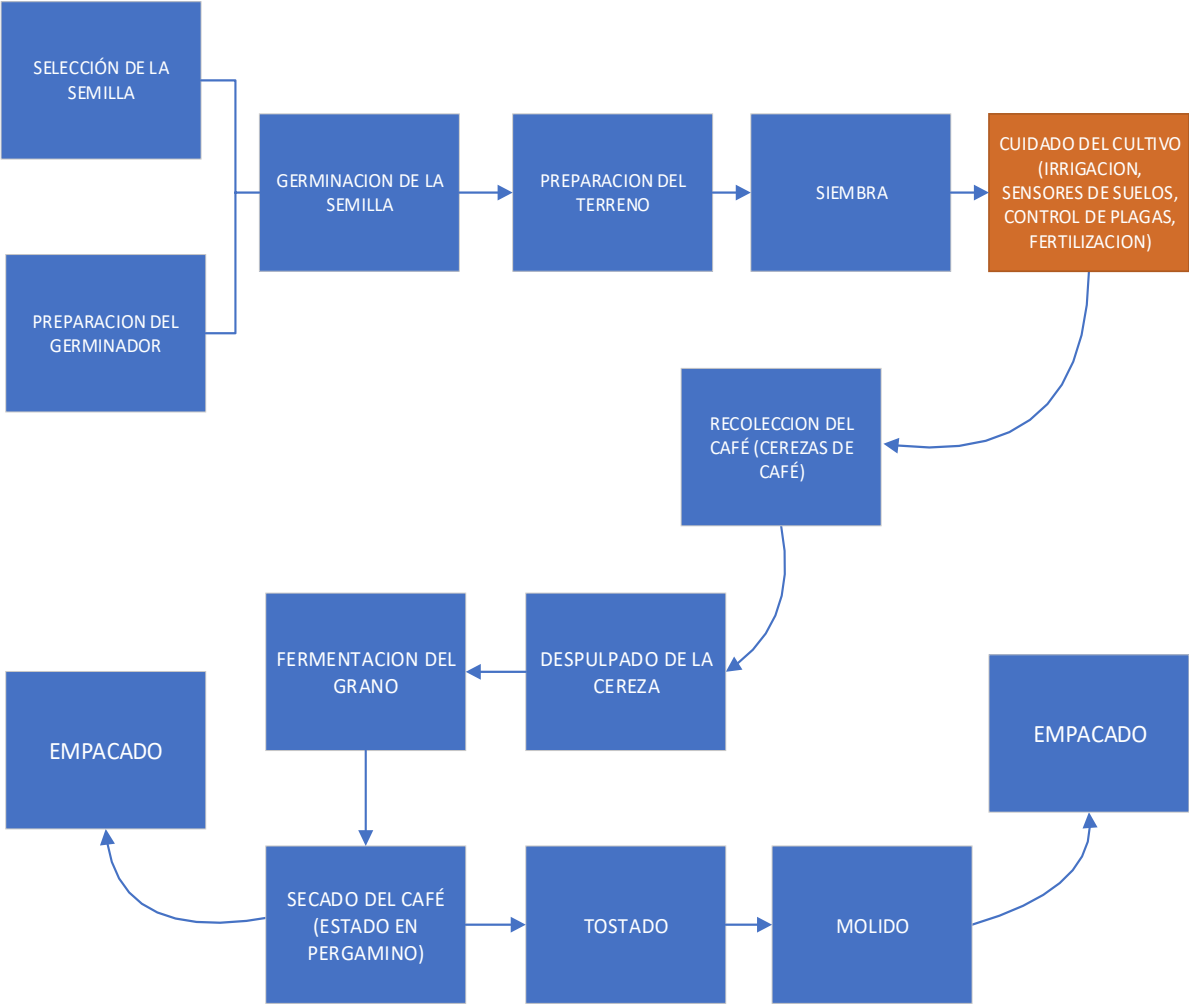 SELECCIÓN DE LA
SEMILLA
PREPARACION DEL
GERMINADOR
GERMINACION DE LA
SEMILLA
PREPARACION DEL
TERRENO
SIEMBRA
CUIDADO DEL CULTIVO
(IRRIGACION,
SENSORES DE SUELOS,
CONTROL DE PLAGAS,
FERTILIZACION)
RECOLECCION DEL
CAFÉ (CEREZAS DE
CAFÉ)
DESPULPADO DE LA
CEREZA
FERMENTACION DEL
GRANO
SECADO DEL CAFÉ
(ESTADO EN
PERGAMINO)
EMPACADO
TOSTADO
MOLIDO
EMPACADO